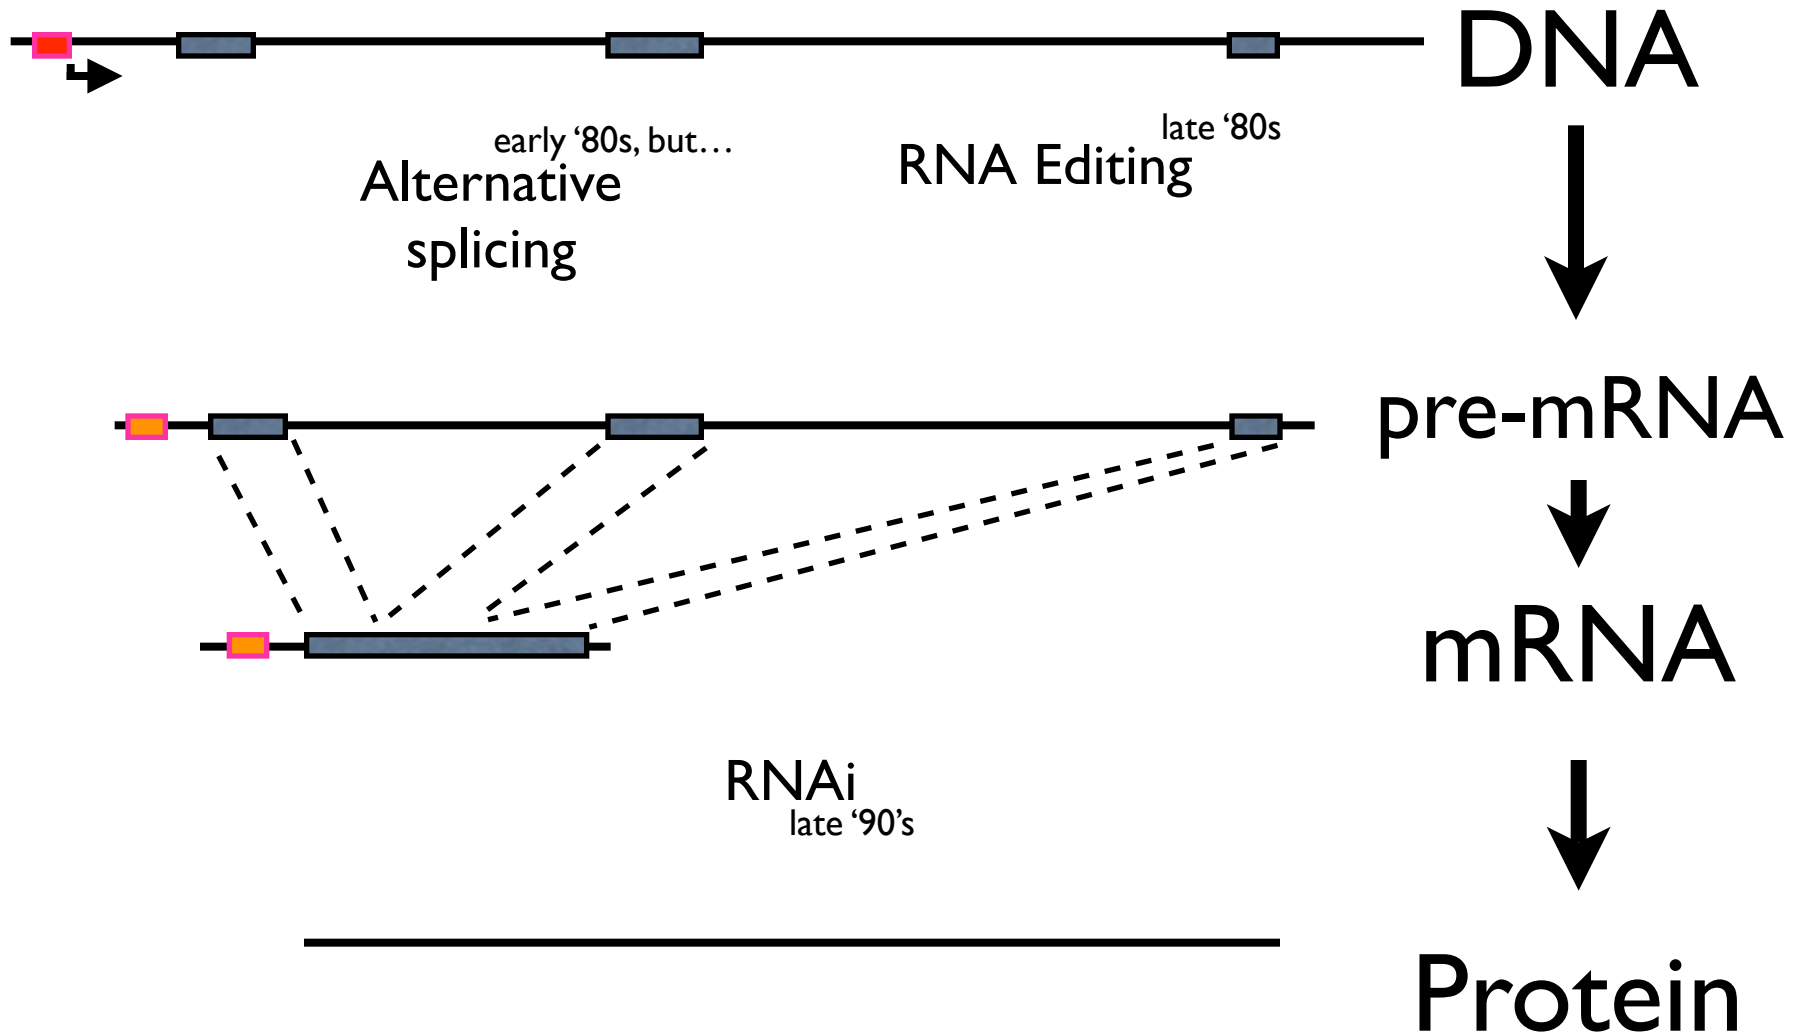 DNA
early ‘80s, but…
Alternative
splicing
late ‘80s
RNA Editing
pre-mRNA
mRNA
RNAi
late ‘90’s
Protein